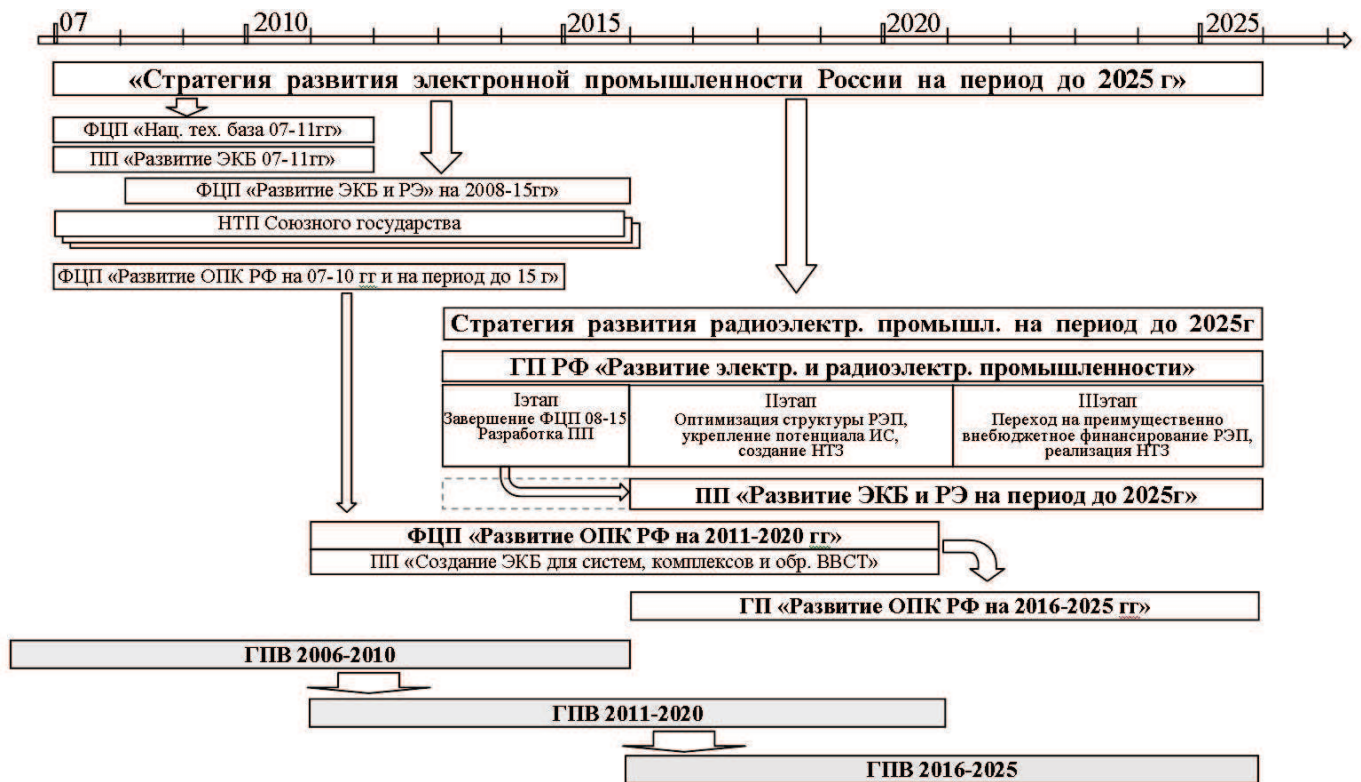 07 2010 2015 2020 2025
«Стратегия развития электронной промышленности России на период до 2025 г»
ФЦП «Нац. тех. база 07-11гг»
ПП «Развитие ЭКБ 07-11гг»
ФЦП «Развитие ЭКБ и РЭ» на 2008-15гг»
НТП Союзного государства
ФЦП «Развитие ОПК РФ на 07-10 гг и на период до 15 г»
Стратегия развития радиоэлектр. промышл. на период до 2025г
ГП РФ «Развитие электр. и радиоэлектр. промышленности»
Iэтап
Завершение ФЦП 08-15
Разработка ПП
IIэтап
Оптимизация структуры РЭП,
укрепление потенциала ИС,
создание НТЗ
IIIэтап
Переход на преимущественно
внебюджетное финансирование РЭП,
реализация НТЗ
ПП «Развитие ЭКБ и РЭ на период до 2025г»
ФЦП «Развитие ОПК РФ на 2011-2020 гг»
ПП «Создание ЭКБ для систем, комплексов и обр. ВВСТ»
ГП «Развитие ОПК РФ на 2016-2025 гг»
ГПВ 2006-2010
ГПВ 2011-2020
ГПВ 2016-2025